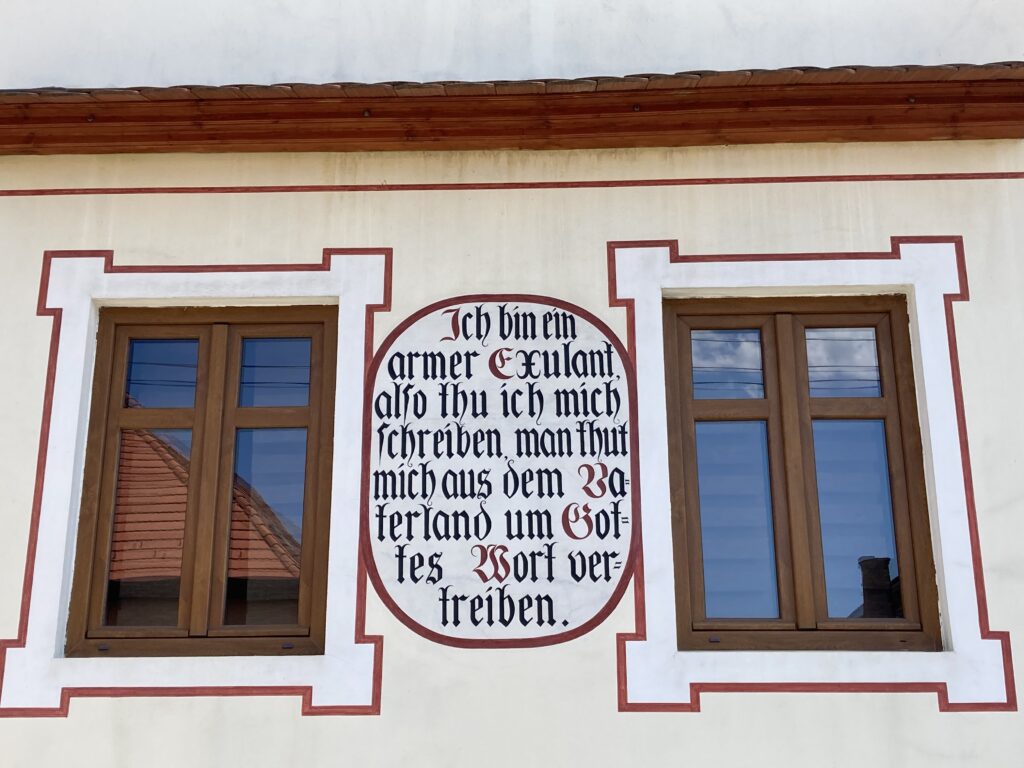 Ich bin ein
armer Exulant,
also thu ich mich
schreiben, man thut
mich aus dem Va=
terland um Got=
tes Wort ver=
treiben.